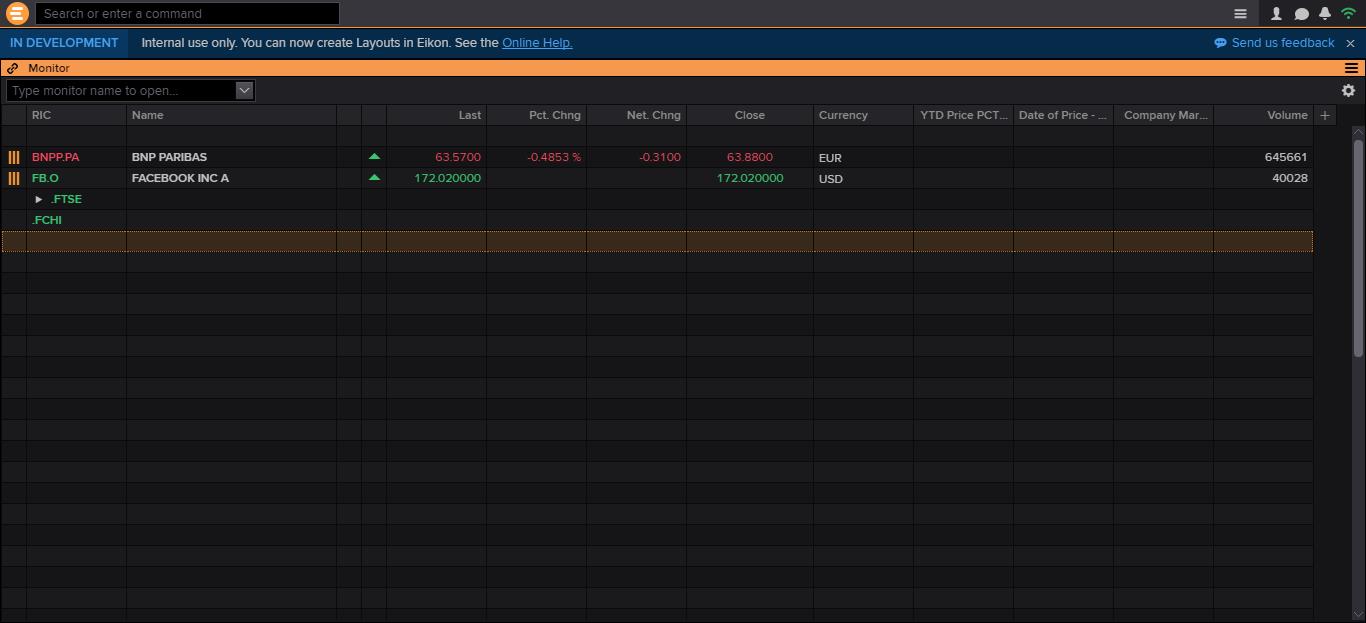 Search or enter a command
IN DEVELOPMENT Internal use only. You can now create Layouts in Eikon. See the Online Help. Send us feedback
Monitor
Type monitor name to open...
RIC Name Last Pct. Chng Net. Chng Close Currency YTD Price PCT... Date of Price - ... Company Mar... Volume +
BNPP.PA BNP PARIBAS 63.5700 -0.4853 % -0.3100 63.8800 EUR 645661
FB.O FACEBOOK INC A 172.020000 172.020000 USD 40028
.FTSE
.FCHI